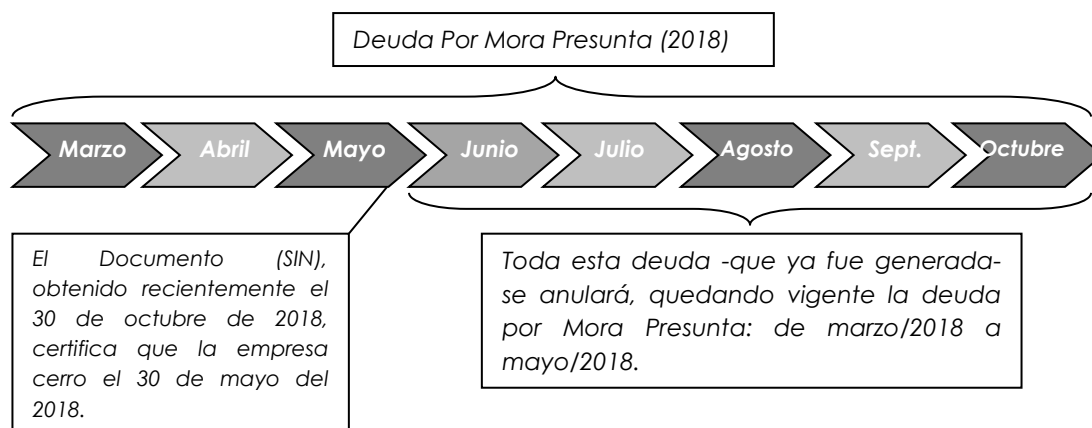 Deuda Por Mora Presunta (2018)
Marzo
Abril
Mayo
Junio
Julio
Agosto
Sept.
Octubre
El Documento (SIN),
obtenido recientemente el
30 de octubre de 2018,
certifica que la empresa
cerro el 30 de mayo del
2018.
Toda esta deuda -que ya fue generada-
se anulará, quedando vigente la deuda
por Mora Presunta: de marzo/2018 a
mayo/2018.